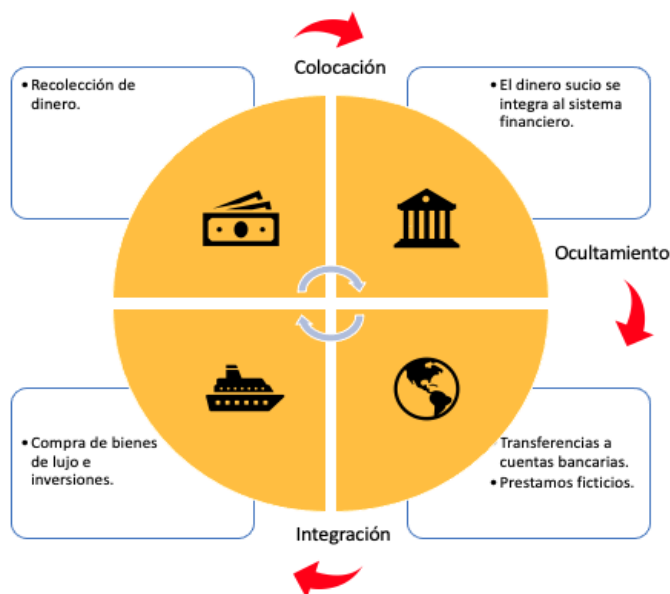 Colocación
• Recolección de
dinero.
• El dinero sucio se
integra al sistema
financiero.
Ocultamiento
• Compra de bienes
de lujo e
inversiones.
Transferencias a
cuentas bancarias.
• Prestamos ficticios.
Integración